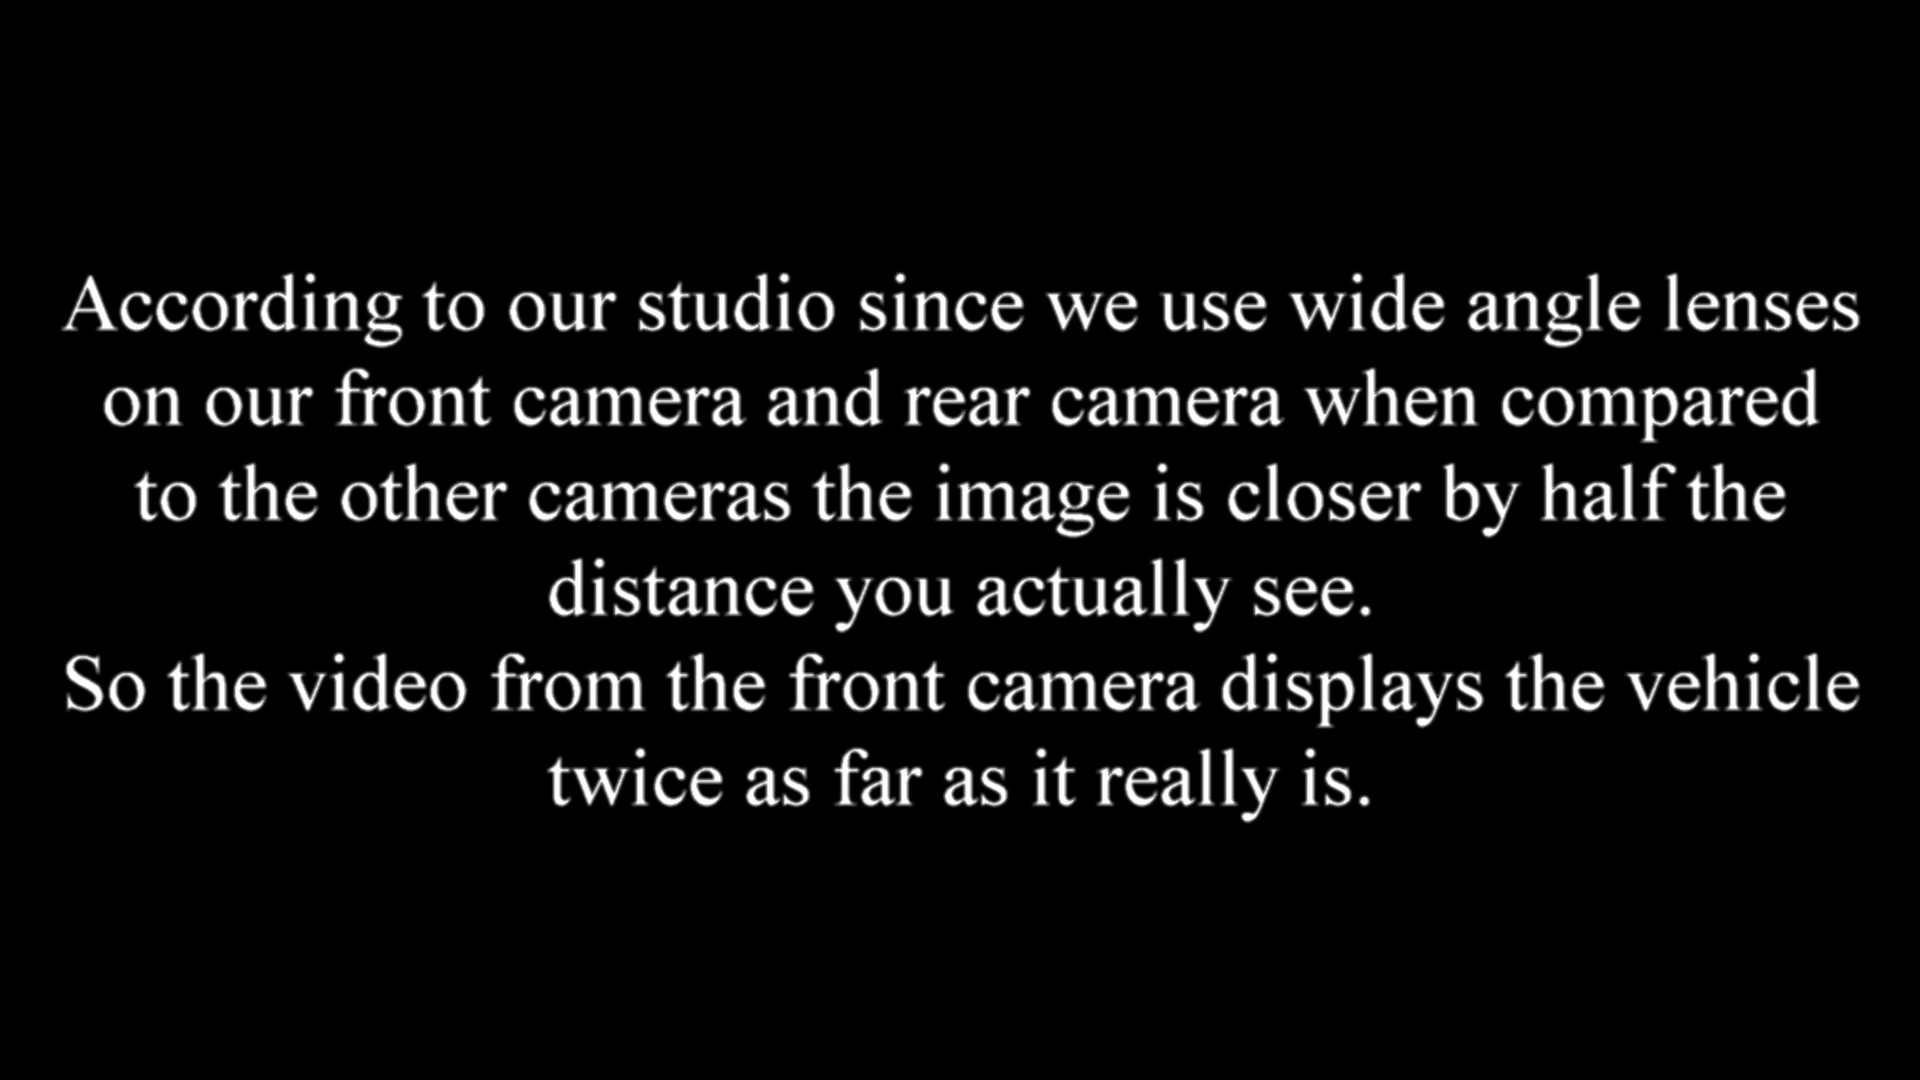 According to our studio since we use wide angle lenses
on our front camera and rear camera when compared
to the other cameras the image is closer by half the
distance you actually see.
So the video from the front camera displays the vehicle
twice as far as it really is.